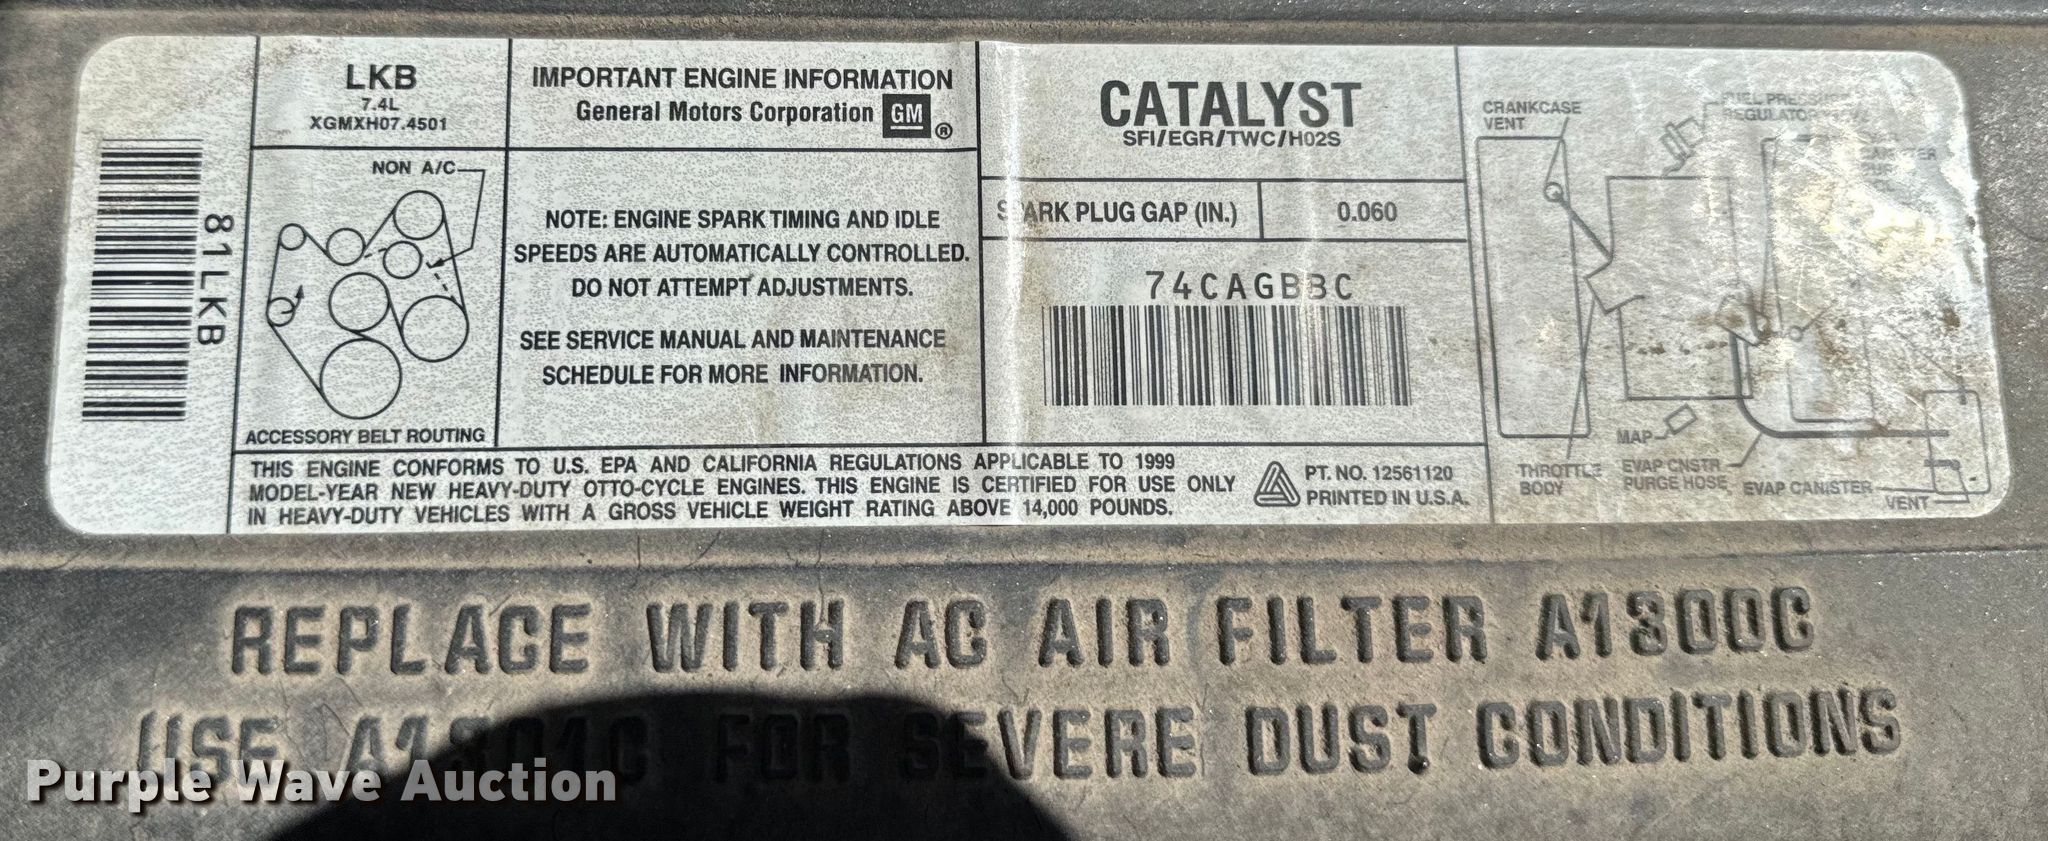 81LKB
LKB
7.4L
XGMXH07.4501
NON A/C
ACCESSORY BELT ROUTING
IMPORTANT ENGINE INFORMATION
General Motors Corporation GM ®
NOTE: ENGINE SPARK TIMING AND IDLE
SPEEDS ARE AUTOMATICALLY CONTROLLED.
DO NOT ATTEMPT ADJUSTMENTS.
SEE SERVICE MANUAL AND MAINTENANCE
SCHEDULE FOR MORE INFORMATION.
CATALYST
SFI/EGR/TWC/H02S
SPARK PLUG GAP (IN.) 0.060
74CAGBBC
CRANKCASE
VENT
FUEL PRESSURE
REGULATOR
MAP
THROTTLE
BODY
EVAP CNSTR
PURGE HOSE
EVAP CANISTER
VENT
THIS ENGINE CONFORMS TO U.S. EPA AND CALIFORNIA REGULATIONS APPLICABLE TO 1999
MODEL-YEAR NEW HEAVY-DUTY OTTO-CYCLE ENGINES. THIS ENGINE IS CERTIFIED FOR USE ONLY
IN HEAVY-DUTY VEHICLES WITH A GROSS VEHICLE WEIGHT RATING ABOVE 14,000 POUNDS.
PT. NO. 12561120
PRINTED IN U.S.A.
REPLACE WITH AC AIR FILTER A1300C
USE A1301C FOR SEVERE DUST CONDITIONS
Purple Wave Auction